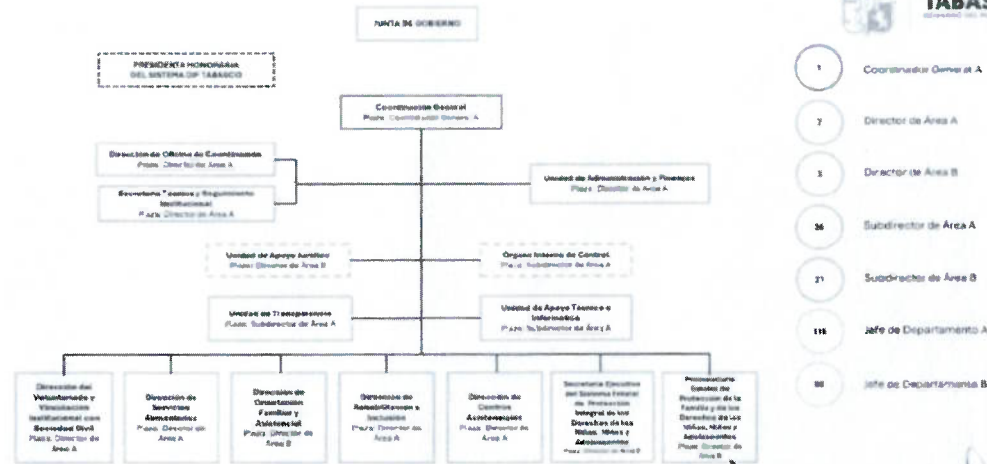 JUNTA DE GOBIERNO
TABAS
PRESIDENTA HONORARIA
DEL SISTEMA DIF TABASCO
Coordinación General
Plaza: Coordinador General A
Dirección de Oficina de Coordinación
Plaza: Director de Área A
Secretaría Técnica y Seguimiento
Institucional
Plaza: Director de Área A
Unidad de Administración y Finanzas
Plaza: Director de Área A
Unidad de Apoyo Jurídico
Plaza: Director de Área B
Órgano Interno de Control
Plaza: Subdirector de Área A
Unidad de Transparencia
Plaza: Subdirector de Área A
Unidad de Apoyo Técnico e
Informática
Plaza: Subdirector de Área A
Dirección del
Voluntariado y
Vinculación
Institucional con
Sociedad Civil
Plaza: Director de
Área A
Dirección de
Servicios
Alimentarios
Plaza: Director de
Área A
Dirección de
Orientación
Familiar y
Asistencial
Plaza: Director de
Área B
Dirección de
Rehabilitación e
Inclusión
Plaza: Director de
Área A
Dirección de
Centros
Asistenciales
Plaza: Director de
Área A
Secretaría Ejecutiva
del Sistema Estatal
de Protección
Integral de los
Derechos de las
Niñas, Niños y
Adolescentes
Plaza: Director de Área B
Procuraduría
Estatal de
Protección de la
Familia y de los
Derechos de las
Niñas, Niños y
Adolescentes
Plaza: Director de
Área B
1 Coordinador General A
7 Director de Área A
Director de Área B
36 Subdirector de Área A
21 Subdirector de Área B
116 Jefe de Departamento A
Jefe de Departamento B